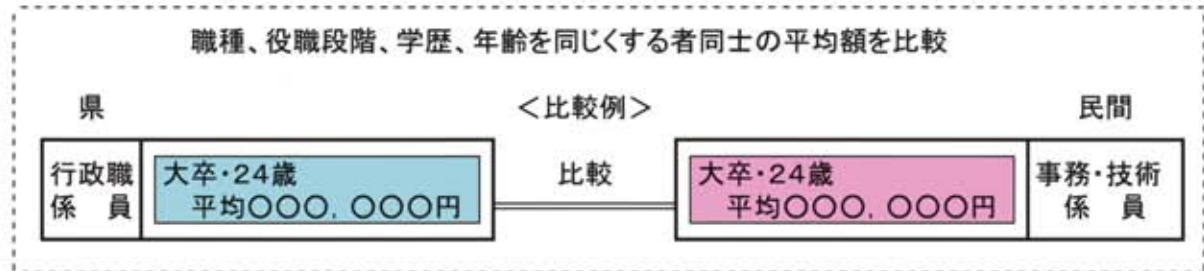 職種、役職段階、学歴、年齢を同じくする者同士の平均額を比較
県
＜比較例＞
民間
行政職
係 員
大卒・24歳
平均〇〇〇，〇〇〇円
比較
大卒・24歳
平均〇〇〇，〇〇〇円
事務・技術
係 員